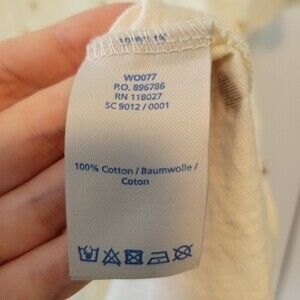 WO077
P.O. 896786
RN 118027
SC 9012 / 0001
100% Cotton / Baumwolle /
Coton